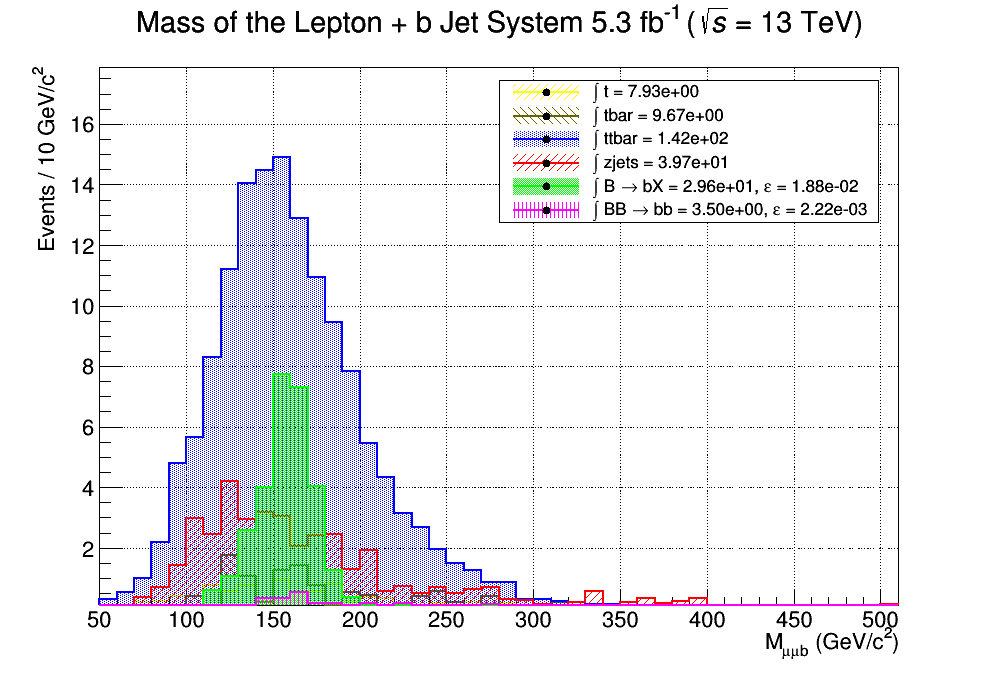 Mass of the Lepton + b Jet System 5.3 fb⁻¹ (√s = 13 TeV)
Events / 10 GeV/c²
16
14
12
10
8
6
4
2
∫ t = 7.93e+00
∫ tbar = 9.67e+00
∫ ttbar = 1.42e+02
∫ zjets = 3.97e+01
∫ B → bX = 2.96e+01, ε = 1.88e-02
∫ BB → bb = 3.50e+00, ε = 2.22e-03
50 100 150 200 250 300 350 400 450 500
M_μμb (GeV/c²)